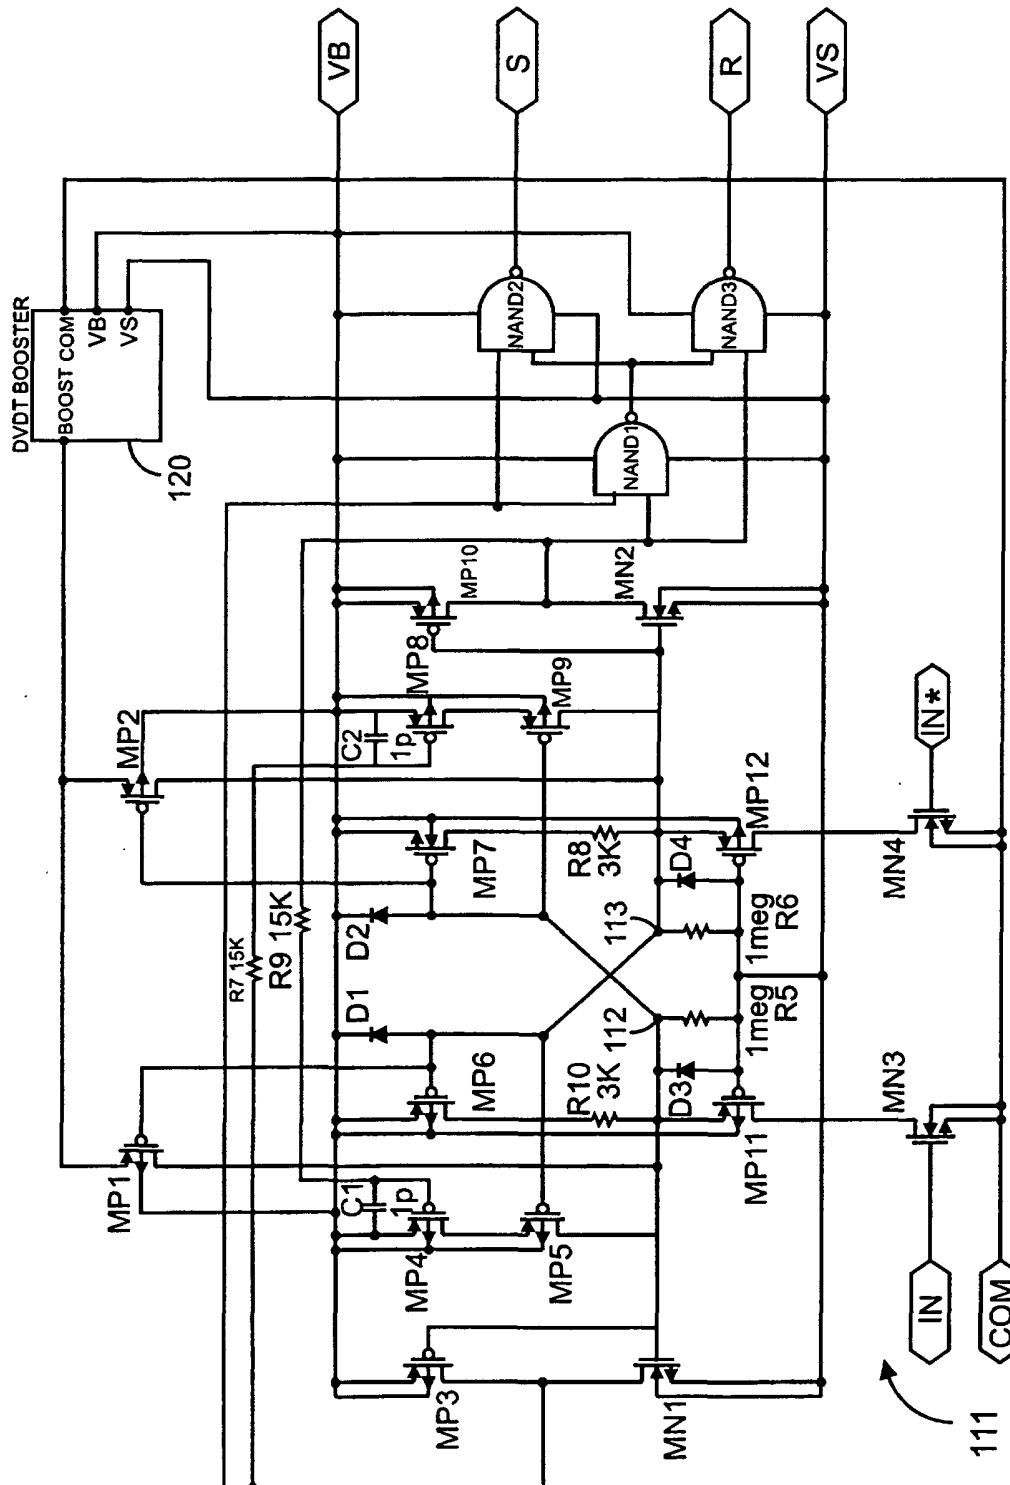 DVDT BOOSTER
BOOST COM
VB
VS
120
VB
S
R
VS
NAND2
NAND3
NAND1
MP2
MP10
MP8
MN2
C2
1p
MP9
MP7
R8
3K
D4
MP12
IN*
MN4
R7 15K
R9 15K
D2
D1
113
112
1meg
R6
1meg
R5
MP1
MP6
R10
3K
D3
MP11
MN3
C1
1p
MP4
MP5
MP3
MN1
IN
COM
111